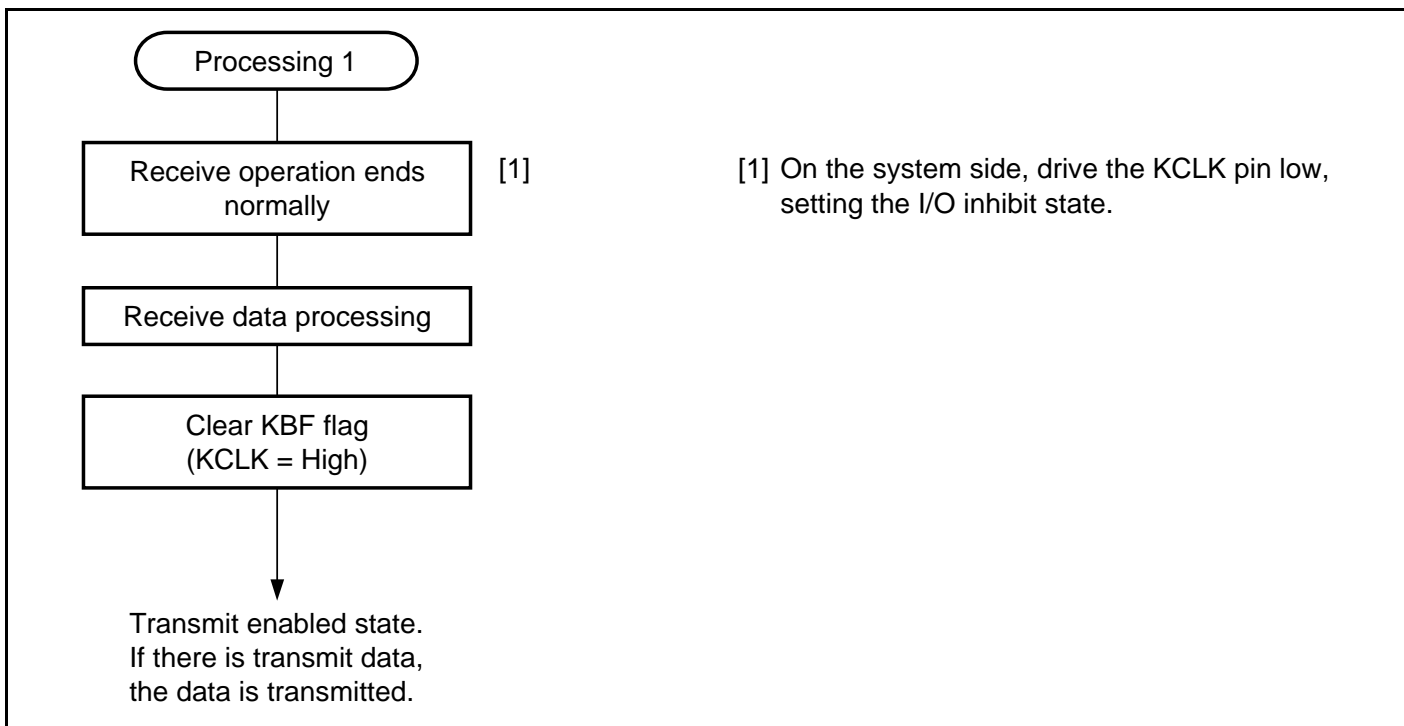 Processing 1
Receive operation ends
normally
[1]
[1] On the system side, drive the KCLK pin low,
setting the I/O inhibit state.
Receive data processing
Clear KBF flag
(KCLK = High)
Transmit enabled state.
If there is transmit data,
the data is transmitted.